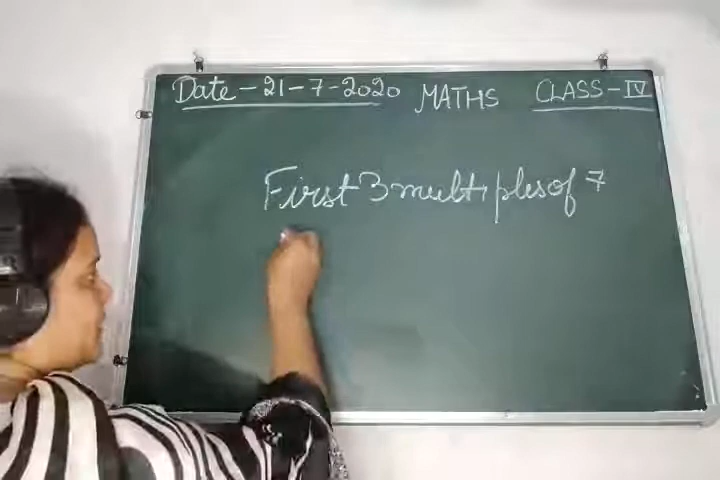 Date - 21 - 7 - 2020 MATHS CLASS - IV
First 3 multiples of 7